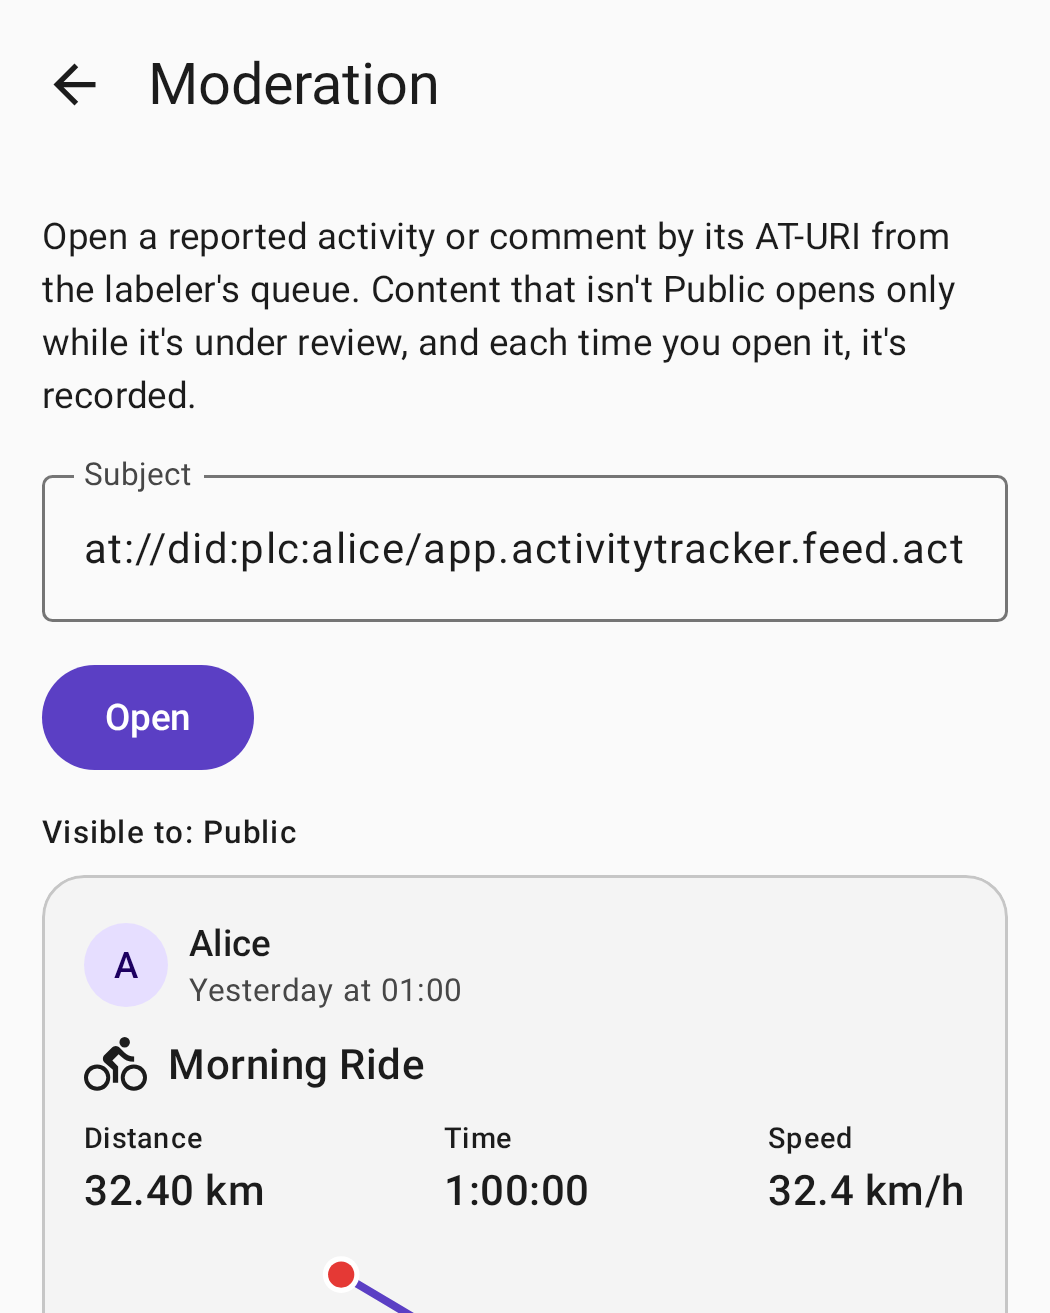 Moderation
Open a reported activity or comment by its AT-URI from
the labeler's queue. Content that isn't Public opens only
while it's under review, and each time you open it, it's
recorded.
Subject
at://did:plc:alice/app.activitytracker.feed.act
Open
Visible to: Public
A
Alice
Yesterday at 01:00
Morning Ride
Distance Time Speed
32.40 km 1:00:00 32.4 km/h